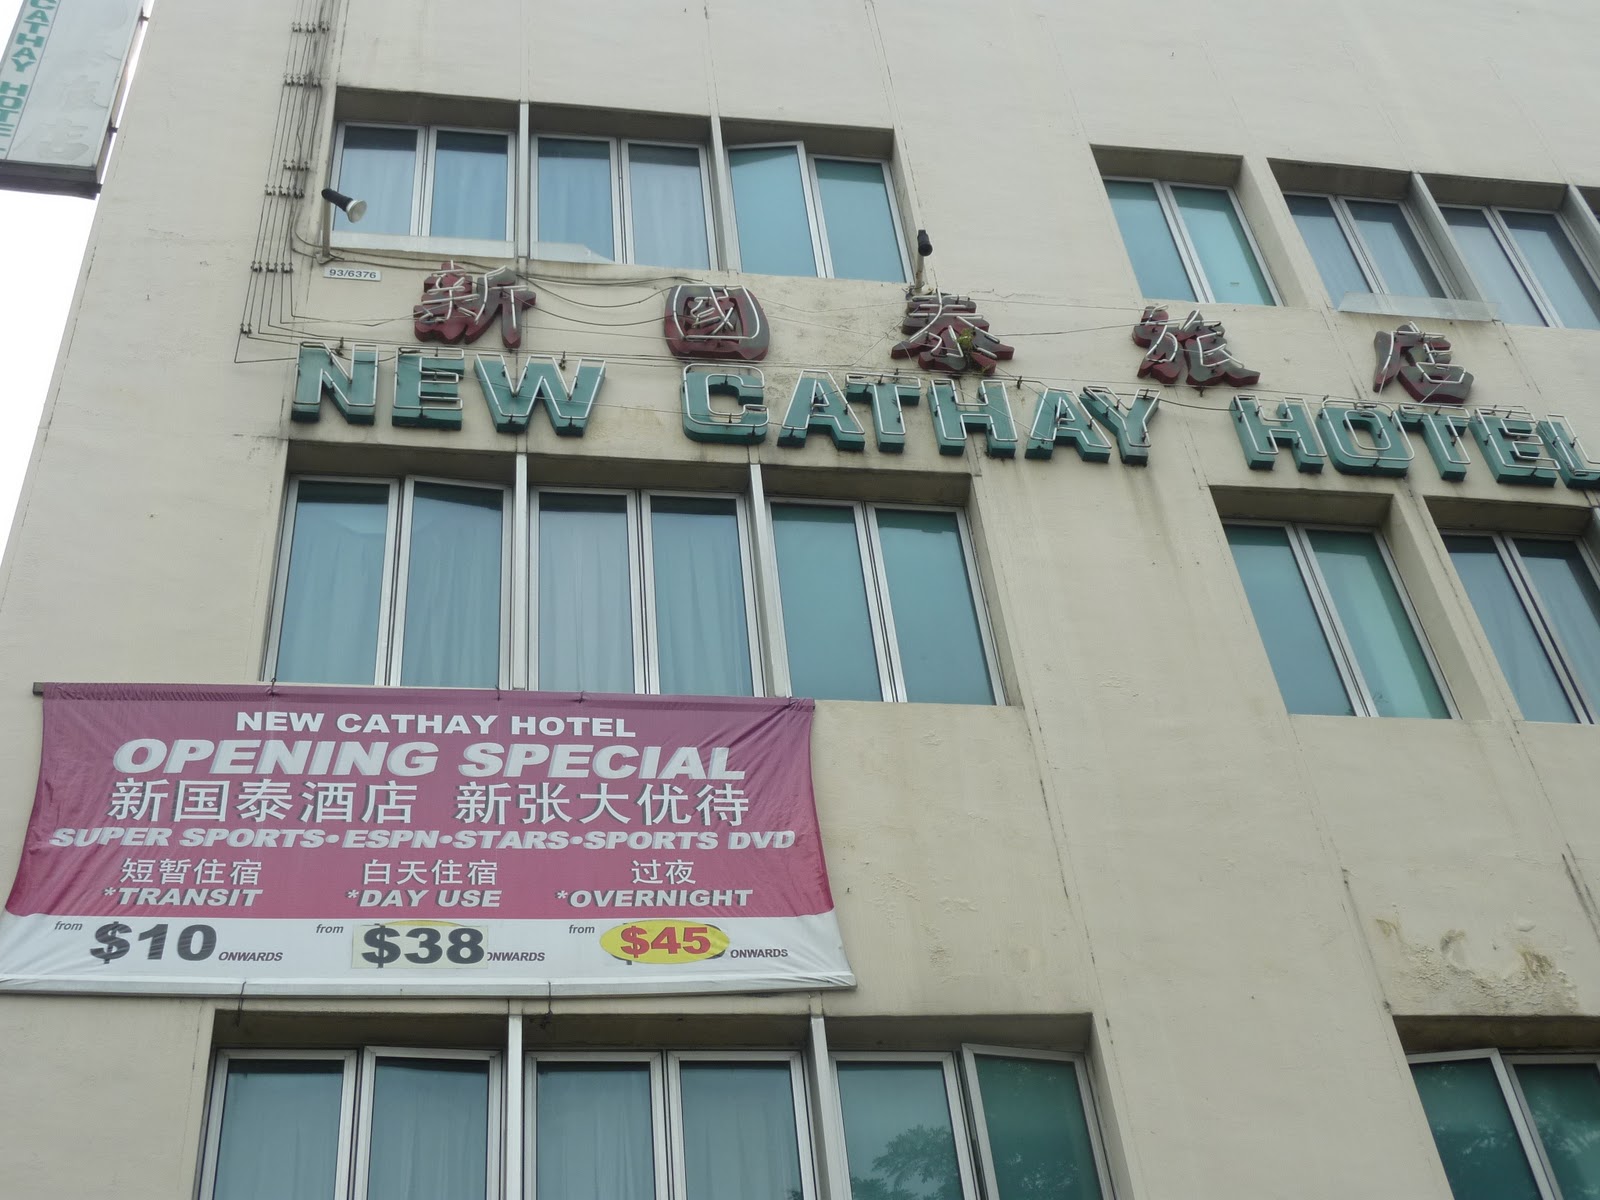 CATHAY HOTEL
93/6376
新國泰旅店
NEW CATHAY HOTEL
NEW CATHAY HOTEL
OPENING SPECIAL
新国泰酒店 新张大优待
SUPER SPORTS•ESPN•STARS•SPORTS DVD
短暂住宿 白天住宿 过夜
*TRANSIT *DAY USE *OVERNIGHT
from $10 ONWARDS from $38 ONWARDS from $45 ONWARDS